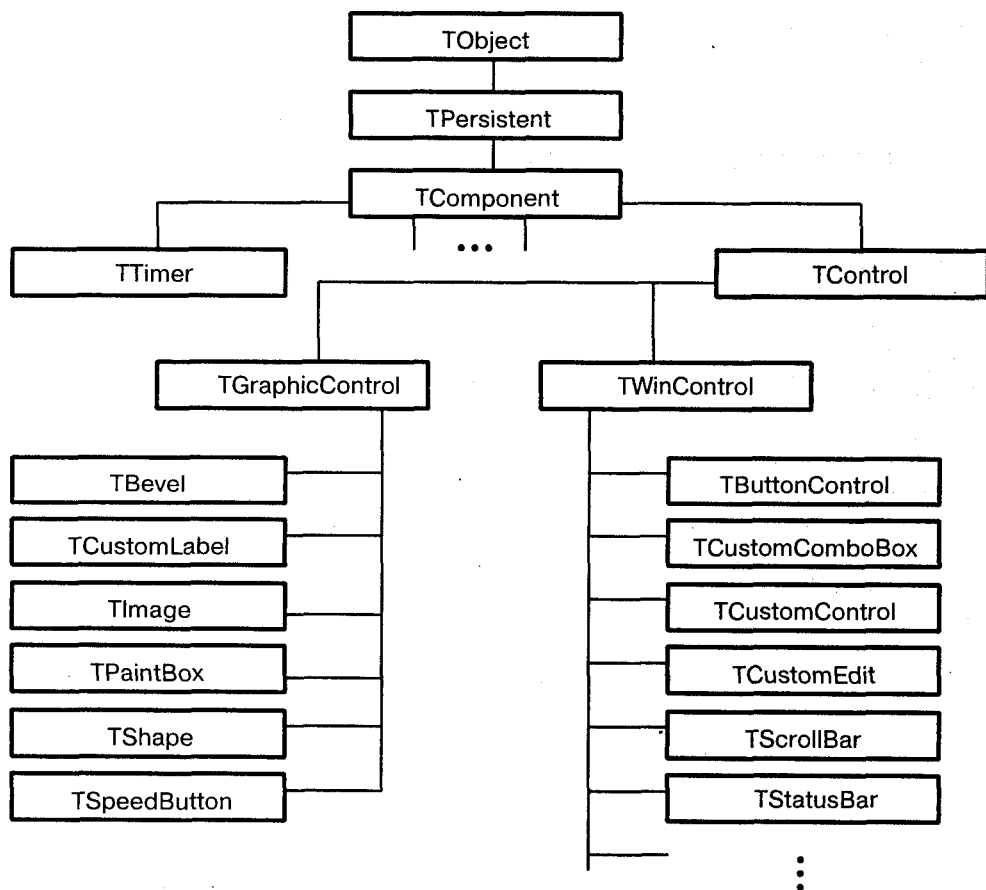 TObject
TPersistent
TComponent
•••
TTimer
TControl
TGraphicControl
TWinControl
TBevel
TButtonControl
TCustomLabel
TCustomComboBox
TImage
TCustomControl
TPaintBox
TCustomEdit
TShape
TScrollBar
TSpeedButton
TStatusBar